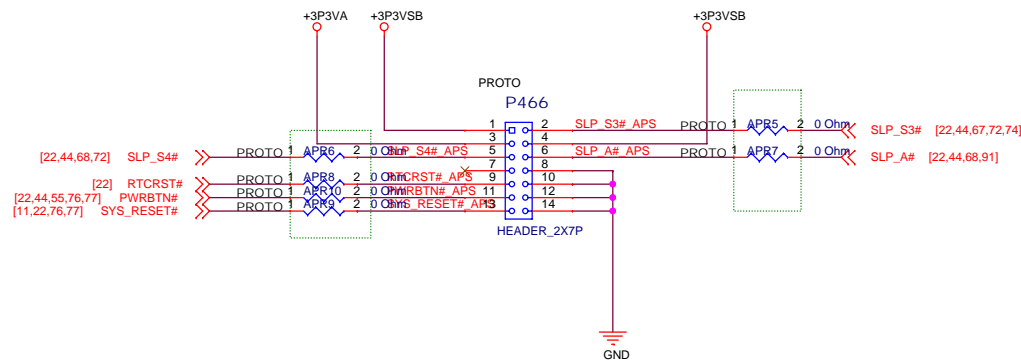 +3P3VA
+3P3VSB
+3P3VSB
PROTO
P466
1 2 SLP_S3#_APS PROTO 1 APR5 2 0 Ohm SLP_S3# [22,44,67,72,74]
3 4
[22,44,68,72] SLP_S4# PROTO 1 APR6 2 0 Ohm SLP_S4#_APS 5 6 SLP_A#_APS PROTO 1 APR7 2 0 Ohm SLP_A# [22,44,68,91]
7 8
[22] RTCRST# PROTO 1 APR8 2 0 Ohm RTCRST#_APS 9 10
[22,44,55,76,77] PWRBTN# PROTO 1 APR10 2 0 Ohm PWRBTN#_APS 11 12
[11,22,76,77] SYS_RESET# PROTO 1 APR9 2 0 Ohm SYS_RESET#_APS 13 14
HEADER_2X7P
GND